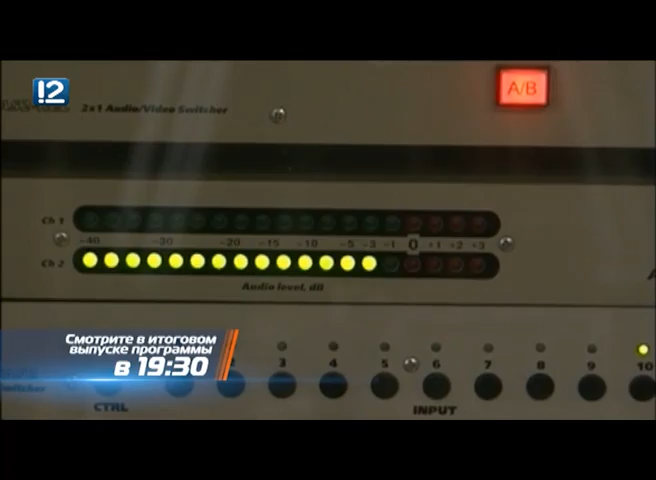 12
2x1 Audio/Video Switcher
A/B
Ch 1
-40 -30 -20 -15 -10 -5 -3 -1 0 +1 +2 +3
Ch 2
Audio level, dB
Смотрите в итоговом
выпуске программы
в 19:30
3 4 5 6 7 8 9 10
Switcher
CTRL INPUT